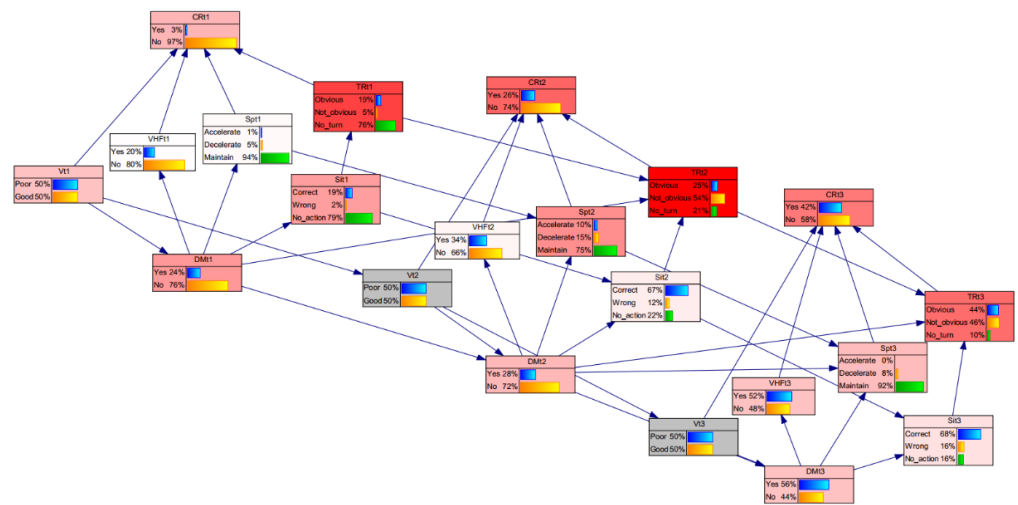 CRt1
Yes 3%
No 97%
TRt1
Obvious 19%
Not_obvious 5%
No_turn 76%
CRt2
Yes 26%
No 74%
Spt1
Accelerate 1%
Decelerate 5%
Maintain 94%
VHFt1
Yes 20%
No 80%
Vt1
Poor 50%
Good 50%
Sit1
Correct 19%
Wrong 2%
No_action 79%
TRt2
Obvious 25%
Not_obvious 54%
No_turn 21%
CRt3
Yes 42%
No 58%
Spt2
Accelerate 10%
Decelerate 15%
Maintain 75%
VHFt2
Yes 34%
No 66%
DMt1
Yes 24%
No 76%
Vt2
Poor 50%
Good 50%
Sit2
Correct 67%
Wrong 12%
No_action 22%
TRt3
Obvious 44%
Not_obvious 46%
No_turn 10%
Spt3
Accelerate 0%
Decelerate 8%
Maintain 92%
DMt2
Yes 28%
No 72%
VHFt3
Yes 52%
No 48%
Vt3
Poor 50%
Good 50%
Sit3
Correct 68%
Wrong 16%
No_action 16%
DMt3
Yes 56%
No 44%